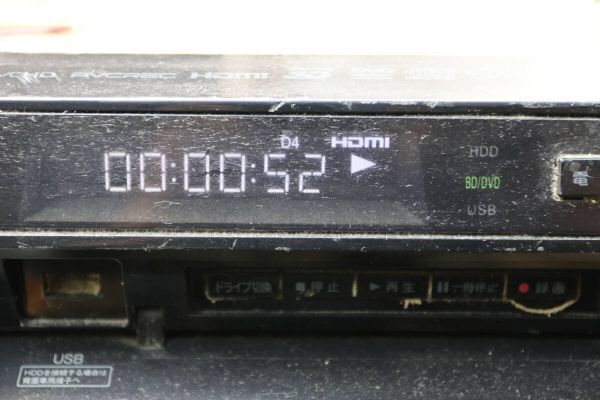 AVCREC HDMI
D4 HDMI
00:00:52
HDD
BD/DVD
USB
ドライブ切換 ■停止 ▶再生 ▮▮一時停止 ●録画
USB
HDDを接続する場合は
背面専用端子へ